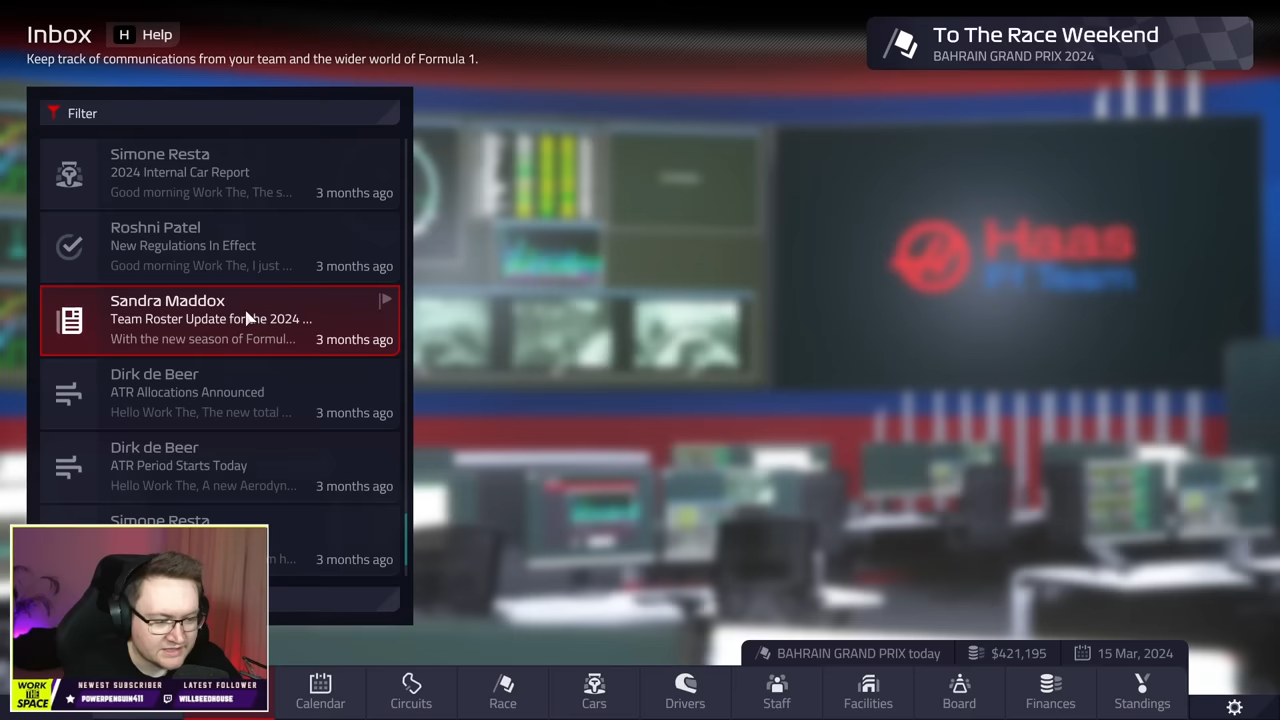 Inbox
H Help
Keep track of communications from your team and the wider world of Formula 1.
To The Race Weekend
BAHRAIN GRAND PRIX 2024
Filter
Simone Resta
2024 Internal Car Report
Good morning Work The, The s...
3 months ago
Roshni Patel
New Regulations In Effect
Good morning Work The, I just ...
3 months ago
Sandra Maddox
Team Roster Update for the 2024 ...
With the new season of Formul...
3 months ago
Dirk de Beer
ATR Allocations Announced
Hello Work The, The new total ...
3 months ago
Dirk de Beer
ATR Period Starts Today
Hello Work The, A new Aerodyn...
3 months ago
Simone Resta
3 months ago
Haas
F1 Team
WORK
THE
SPACE
NEWEST SUBSCRIBER
POWERPENGUIN411
LATEST FOLLOWER
WILLSEEDHOUSE
BAHRAIN GRAND PRIX today
$421,195
15 Mar, 2024
Calendar
Circuits
Race
Cars
Drivers
Staff
Facilities
Board
Finances
Standings